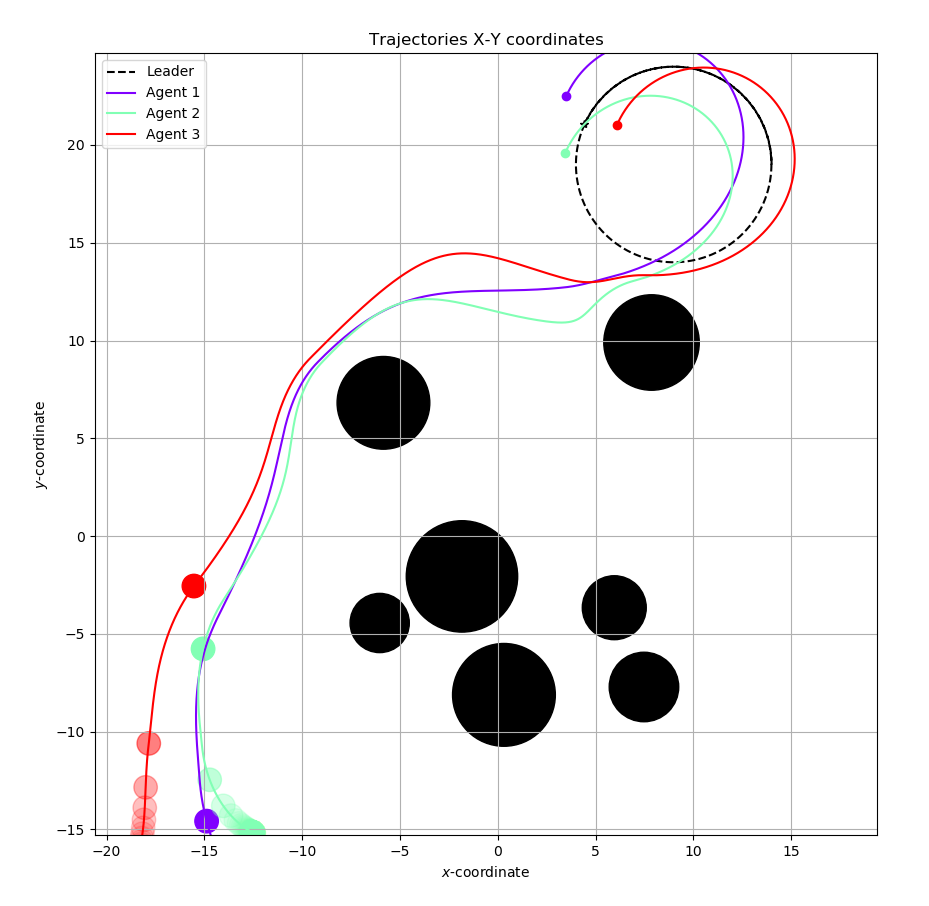 Trajectories X-Y coordinates
Leader
Agent 1
Agent 2
Agent 3
20
15
10
5
0
−5
−10
−15
y-coordinate
−20 −15 −10 −5 0 5 10 15
x-coordinate